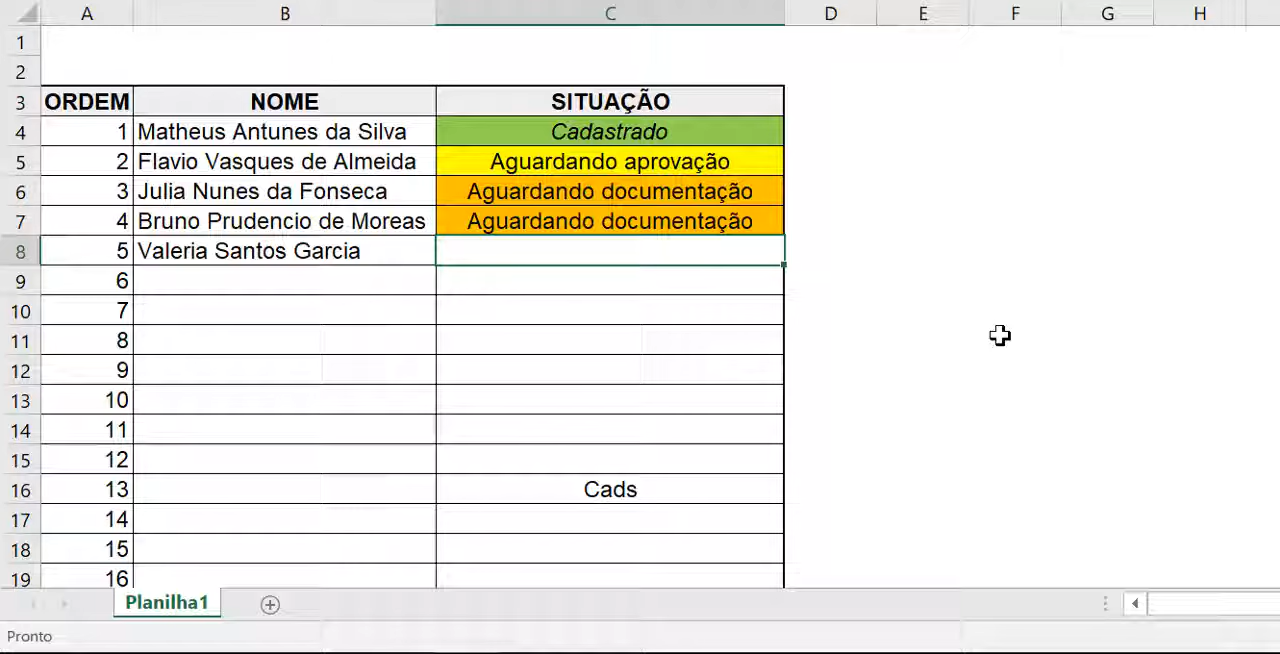 A B C D E F G H
1
2
3 ORDEM NOME SITUAÇÃO
4 1 Matheus Antunes da Silva Cadastrado
5 2 Flavio Vasques de Almeida Aguardando aprovação
6 3 Julia Nunes da Fonseca Aguardando documentação
7 4 Bruno Prudencio de Moreas Aguardando documentação
8 5 Valeria Santos Garcia
9 6
10 7
11 8
12 9
13 10
14 11
15 12
16 13 Cads
17 14
18 15
19 16
Planilha1
Pronto